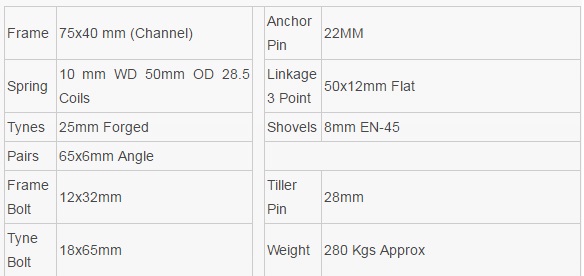 Frame 75x40 mm (Channel) Anchor Pin 22MM
Spring 10 mm WD 50mm OD 28.5 Coils Linkage 3 Point 50x12mm Flat
Tynes 25mm Forged Shovels 8mm EN-45
Pairs 65x6mm Angle
Frame Bolt 12x32mm Tiller Pin 28mm
Tyne Bolt 18x65mm Weight 280 Kgs Approx